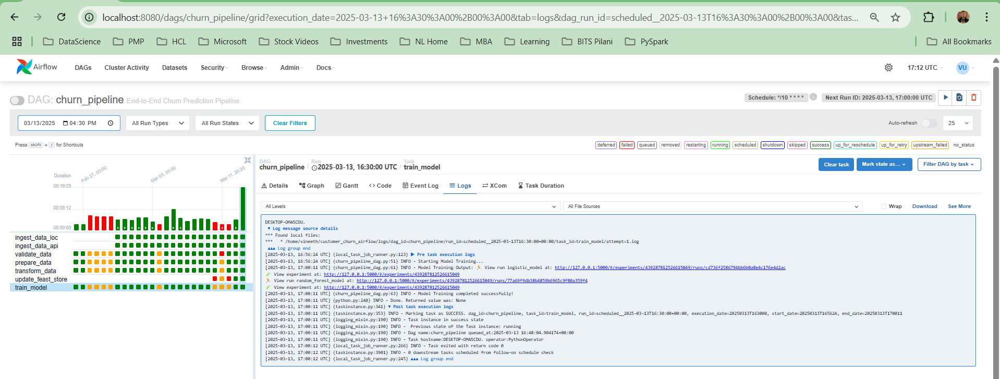 localhost:8080/dags/churn_pipeline/grid?execution_date=2025-03-13+16%3A30%3A00%2B00%3A00&tab=logs&dag_run_id=scheduled__2025-03-13T16%3A30%3A00%2B00%3A00&tas...
DataScience PMP HCL Microsoft Stock Videos Investments NL Home MBA Learning BITS Pilani PySpark All Bookmarks
Airflow DAGs Cluster Activity Datasets Security Browse Admin Docs 17:12 UTC VU
DAG: churn_pipeline End-to-End Churn Prediction Pipeline Schedule: */10 * * * * Next Run ID: 2025-03-13, 17:00:00 UTC
03/13/2025 04:30 PM All Run Types All Run States Clear Filters Auto-refresh 25
Press shift + / for Shortcuts deferred failed queued removed restarting running scheduled shutdown skipped success up_for_reschedule up_for_retry upstream_failed no_status
Duration Feb 27, 00:00 Mar 03, 00:00 Mar 11, 20:20
00:16:25
00:08:12
00:00:00
ingest_data_loc
ingest_data_api
validate_data
prepare_data
transform_data
update_feast_store
train_model
DAG Run Task
churn_pipeline / 2025-03-13, 16:30:00 UTC / train_model Clear task Mark state as... Filter DAG by task
Details Graph Gantt <> Code Event Log Logs XCom Task Duration
All Levels All File Sources Wrap Download See More
DESKTOP-OMA5CDU.
▼ Log message source details
*** Found local files:
***   * /home/vineeth/customer_churn_airflow/logs/dag_id=churn_pipeline/run_id=scheduled__2025-03-13T16:30:00+00:00/task_id=train_model/attempt=1.log
▲▲▲ Log group end
[2025-03-13, 16:56:24 UTC] {local_task_job_runner.py:123} ▶ Pre task execution logs
[2025-03-13, 16:56:24 UTC] {churn_pipeline_dag.py:51} INFO - Starting Model Training...
[2025-03-13, 17:00:11 UTC] {churn_pipeline_dag.py:61} INFO - Model Training Output: 🏃 View run logistic_model at: http://127.0.0.1:5000/#/experiments/439287812526615049/runs/cd736f2586794bb6b0a8e4c176e4d2ac
🧪 View experiment at: http://127.0.0.1:5000/#/experiments/439287812526615049
🏃 View run random_forest_model at: http://127.0.0.1:5000/#/experiments/439287812526615049/runs/77a69f9db38b4859b6965c9f80a359f4
🧪 View experiment at: http://127.0.0.1:5000/#/experiments/439287812526615049
[2025-03-13, 17:00:11 UTC] {churn_pipeline_dag.py:63} INFO - Model Training completed successfully!
[2025-03-13, 17:00:11 UTC] {python.py:240} INFO - Done. Returned value was: None
[2025-03-13, 17:00:11 UTC] {taskinstance.py:341} ▼ Post task execution logs
[2025-03-13, 17:00:11 UTC] {taskinstance.py:353} INFO - Marking task as SUCCESS. dag_id=churn_pipeline, task_id=train_model, run_id=scheduled__2025-03-13T16:30:00+00:00, execution_date=20250313T163000, start_date=20250313T165624, end_date=20250313T170011
[2025-03-13, 17:00:11 UTC] {logging_mixin.py:190} INFO - Task instance in success state
[2025-03-13, 17:00:11 UTC] {logging_mixin.py:190} INFO -  Previous state of the Task instance: running
[2025-03-13, 17:00:11 UTC] {logging_mixin.py:190} INFO - Dag name:churn_pipeline queued_at:2025-03-13 16:48:04.904174+00:00
[2025-03-13, 17:00:11 UTC] {logging_mixin.py:190} INFO - Task hostname:DESKTOP-OMA5CDU. operator:PythonOperator
[2025-03-13, 17:00:12 UTC] {local_task_job_runner.py:266} INFO - Task exited with return code 0
[2025-03-13, 17:00:12 UTC] {taskinstance.py:3901} INFO - 0 downstream tasks scheduled from follow-on schedule check
[2025-03-13, 17:00:12 UTC] {local_task_job_runner.py:245} ▲▲▲ Log group end